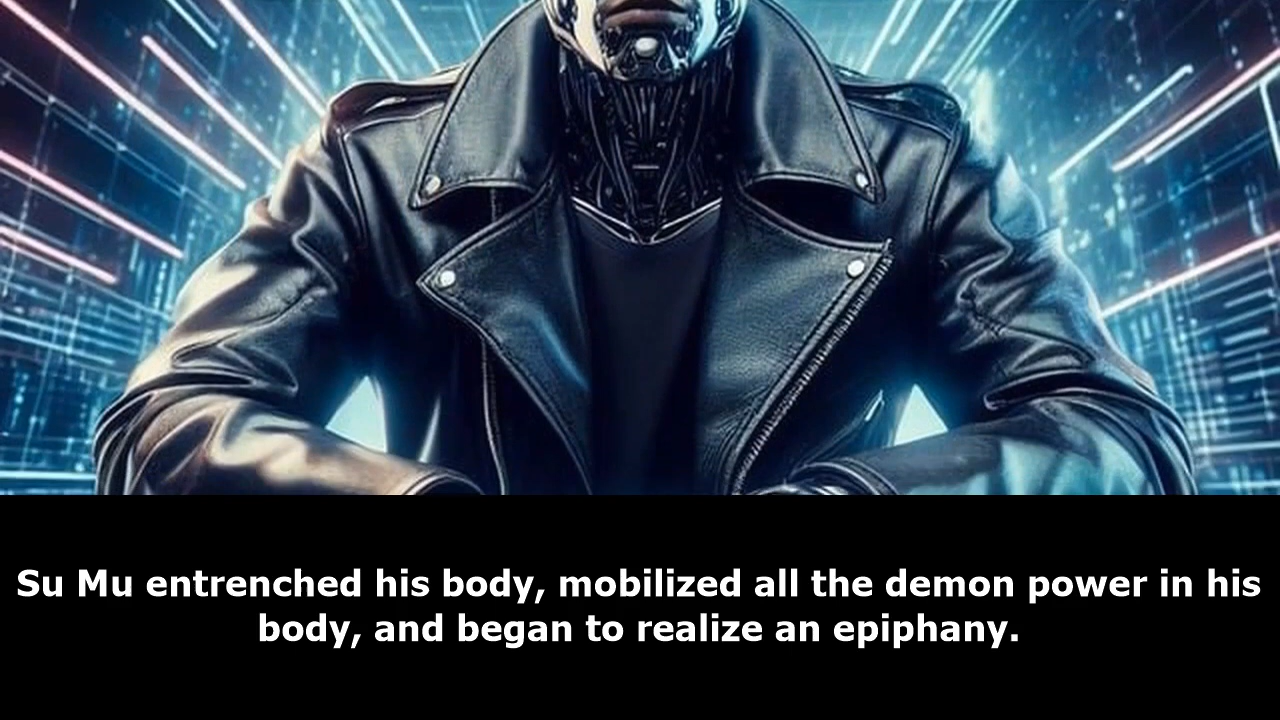 Su Mu entrenched his body, mobilized all the demon power in his
body, and began to realize an epiphany.